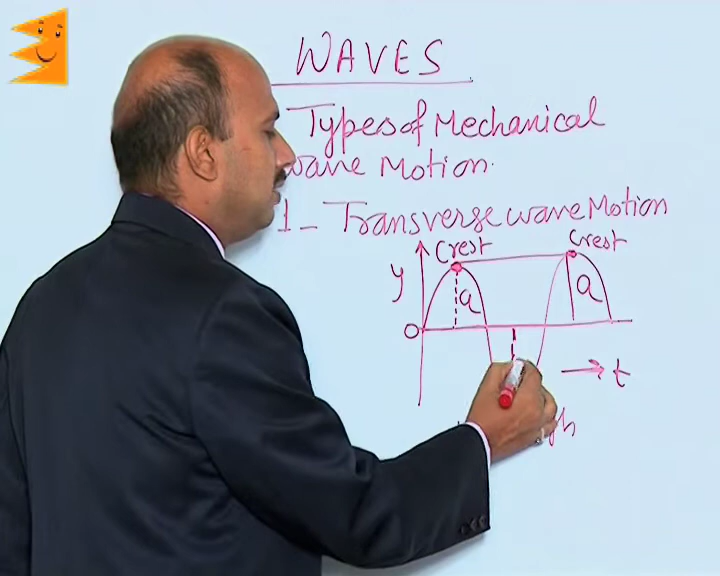 WAVES
Types of Mechanical
wave Motion.
1- Transverse wave Motion
Crest
Crest
y
a
a
O
t